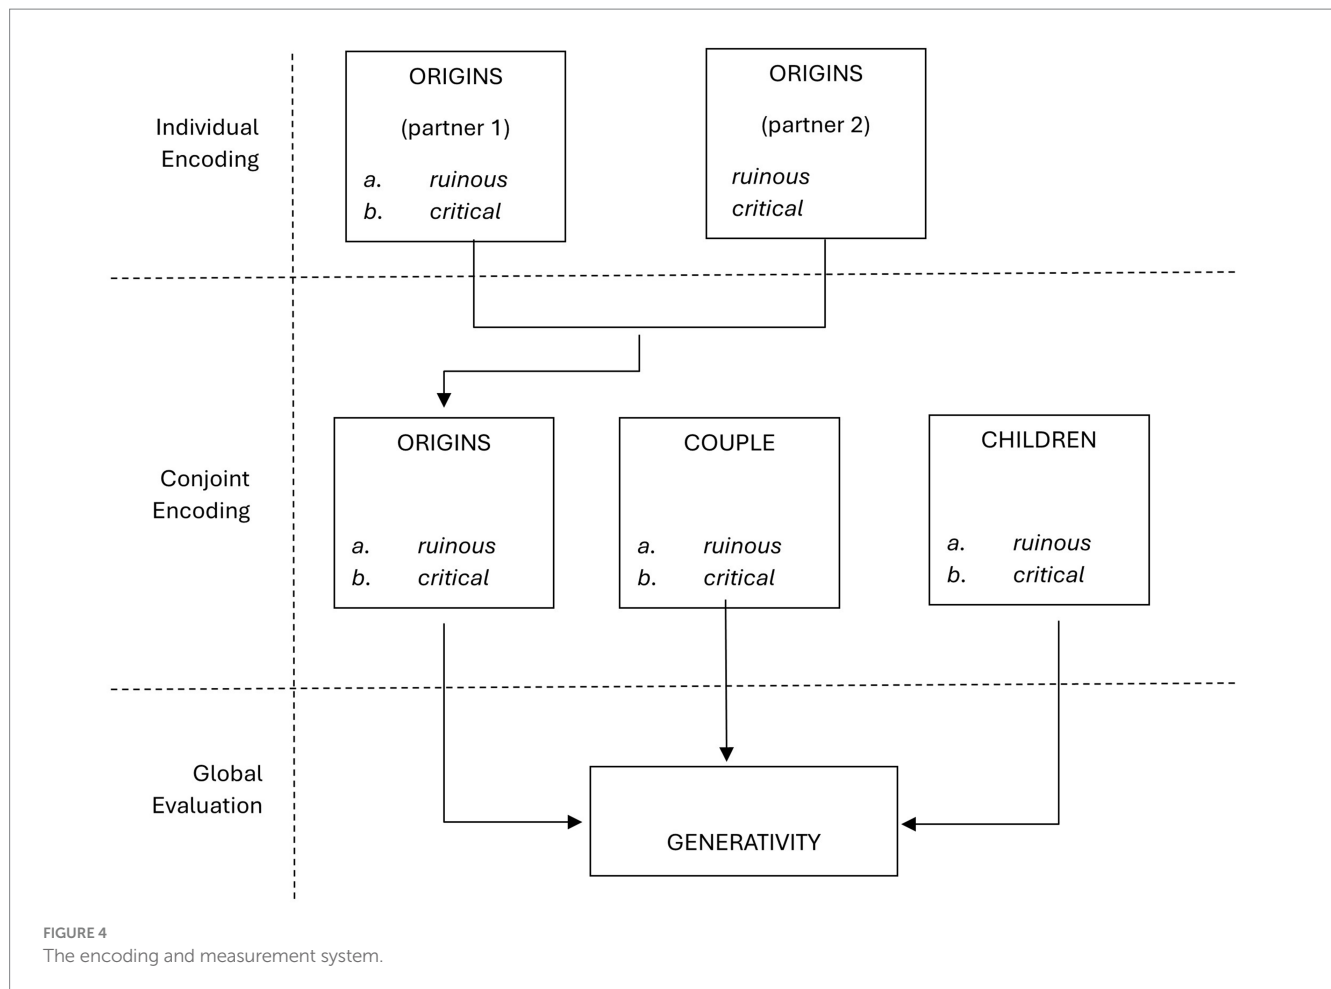 Individual
Encoding
ORIGINS
(partner 1)
a. ruinous
b. critical
ORIGINS
(partner 2)
ruinous
critical
Conjoint
Encoding
ORIGINS
a. ruinous
b. critical
COUPLE
a. ruinous
b. critical
CHILDREN
a. ruinous
b. critical
Global
Evaluation
GENERATIVITY
FIGURE 4
The encoding and measurement system.